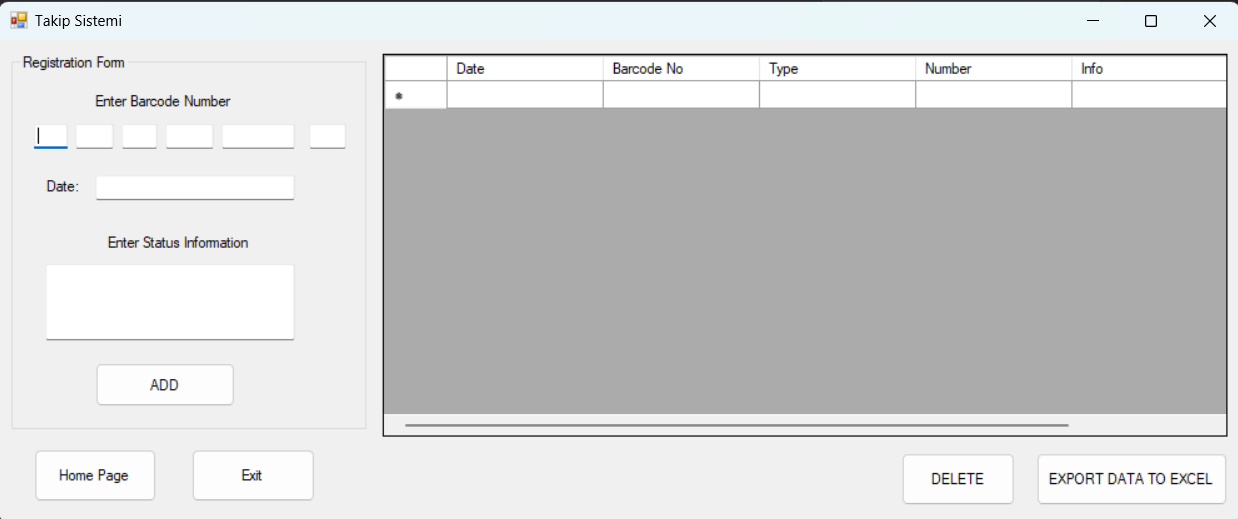 Takip Sistemi
Registration Form
Enter Barcode Number
Date:
Enter Status Information
ADD
Home Page
Exit
Date Barcode No Type Number Info
DELETE
EXPORT DATA TO EXCEL